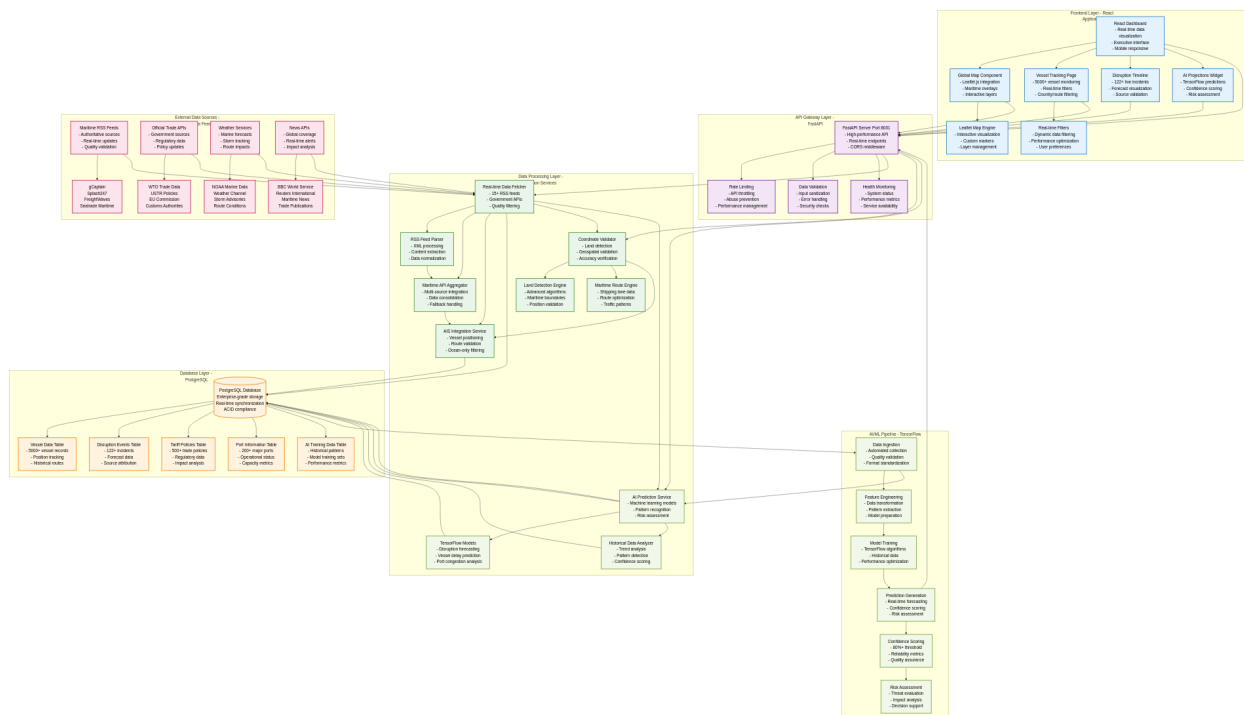 Frontend Layer - React
React Dashboard
- Real-time data
visualization
- Executive interface
- Mobile responsive
Global Map Component
- Leaflet.js integration
- Maritime overlays
- Interactive layers
Vessel Tracking Page
- 5000+ vessel monitoring
- Real-time filters
- Country/route filtering
Disruption Timeline
- 122+ live incidents
- Forecast visualization
- Source validation
AI Projections Widget
- TensorFlow predictions
- Confidence scoring
- Risk assessment
Leaflet Map Engine
- Interactive visualization
- Custom markers
- Layer management
Real-time Filters
- Dynamic data filtering
- Performance optimization
- User preferences
External Data Sources -
Maritime RSS Feeds
- Authoritative sources
- Real-time updates
- Quality validation
Official Trade APIs
- Government sources
- Regulatory data
- Policy updates
Weather Services
- Marine forecasts
- Storm tracking
- Route impacts
News APIs
- Global coverage
- Real-time alerts
- Impact analysis
gCaptain
Splash247
FreightWaves
Seatrade Maritime
WTO Trade Data
USTR Policies
EU Commission
Customs Authorities
NOAA Marine Data
Weather Channel
Storm Advisories
Route Conditions
BBC World Service
Reuters International
Maritime News
Trade Publications
API Gateway Layer -
FastAPI
FastAPI Server Port 8001
- High-performance API
- Real-time endpoints
- CORS middleware
Rate Limiting
- API throttling
- Abuse prevention
- Performance management
Data Validation
- Input sanitization
- Error handling
- Security checks
Health Monitoring
- System status
- Performance metrics
- Service availability
Data Processing Layer -
Real-time Data Fetcher
- 15+ RSS feeds
- Government APIs
- Quality filtering
RSS Feed Parser
- XML processing
- Content extraction
- Data normalization
Coordinate Validator
- Land detection
- Geospatial validation
- Accuracy verification
Maritime API Aggregator
- Multi-source integration
- Data consolidation
- Fallback handling
Land Detection Engine
- Advanced algorithms
- Maritime boundaries
- Position validation
Maritime Route Engine
- Shipping lane data
- Route optimization
- Traffic patterns
AIS Integration Service
- Vessel positioning
- Route validation
- Ocean-only filtering
Database Layer -
PostgreSQL
PostgreSQL Database
Enterprise-grade storage
Real-time synchronization
ACID compliance
Vessel Data Table
- 5000+ vessel records
- Position tracking
- Historical routes
Disruption Events Table
- 122+ incidents
- Forecast data
- Source attribution
Tariff Policies Table
- 500+ trade policies
- Regulatory data
- Impact analysis
Port Information Table
- 200+ major ports
- Operational status
- Capacity metrics
AI Training Data Table
- Historical patterns
- Model training sets
- Performance metrics
AI Prediction Service
- Machine learning models
- Pattern recognition
- Risk assessment
TensorFlow Models
- Disruption forecasting
- Vessel delay prediction
- Port congestion analysis
Historical Data Analyzer
- Trend analysis
- Pattern detection
- Confidence scoring
AI/ML Pipeline - TensorFlow
Data Ingestion
- Automated collection
- Quality validation
- Format standardization
Feature Engineering
- Data transformation
- Pattern extraction
- Model preparation
Model Training
- TensorFlow algorithms
- Historical data
- Performance optimization
Prediction Generation
- Real-time forecasting
- Confidence scoring
- Risk assessment
Confidence Scoring
- 80%+ threshold
- Reliability metrics
- Quality assurance
Risk Assessment
- Threat evaluation
- Impact analysis
- Decision support